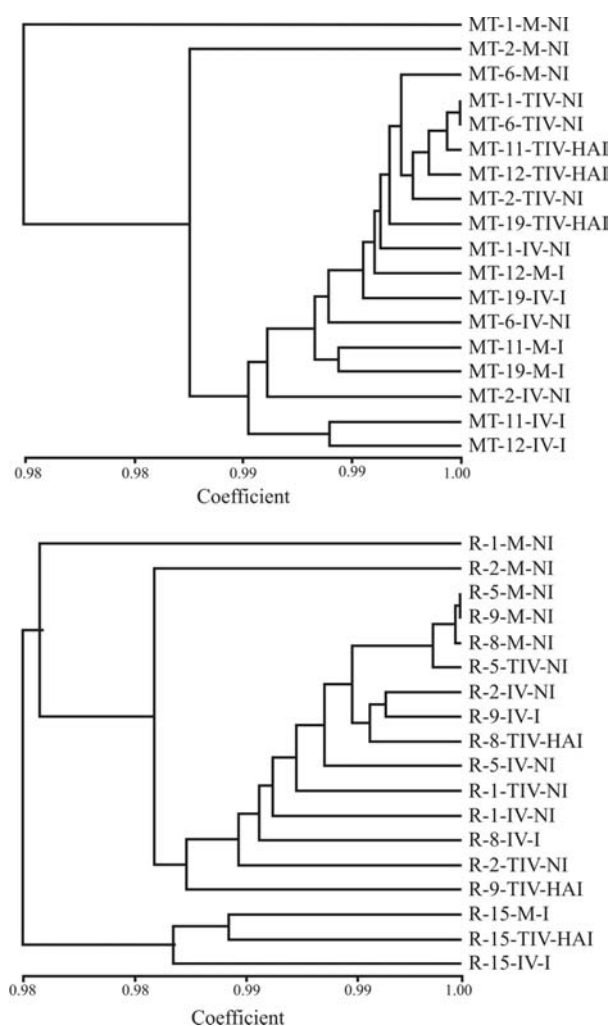 MT-1-M-NI
MT-2-M-NI
MT-6-M-NI
MT-1-TIV-NI
MT-6-TIV-NI
MT-11-TIV-HAI
MT-12-TIV-HAI
MT-2-TIV-NI
MT-19-TIV-HAI
MT-1-IV-NI
MT-12-M-I
MT-19-IV-I
MT-6-IV-NI
MT-11-M-I
MT-19-M-I
MT-2-IV-NI
MT-11-IV-I
MT-12-IV-I
0.98 0.98 0.99 0.99 1.00
Coefficient
R-1-M-NI
R-2-M-NI
R-5-M-NI
R-9-M-NI
R-8-M-NI
R-5-TIV-NI
R-2-IV-NI
R-9-IV-I
R-8-TIV-HAI
R-5-IV-NI
R-1-TIV-NI
R-1-IV-NI
R-8-IV-I
R-2-TIV-NI
R-9-TIV-HAI
R-15-M-I
R-15-TIV-HAI
R-15-IV-I
0.98 0.98 0.99 0.99 1.00
Coefficient